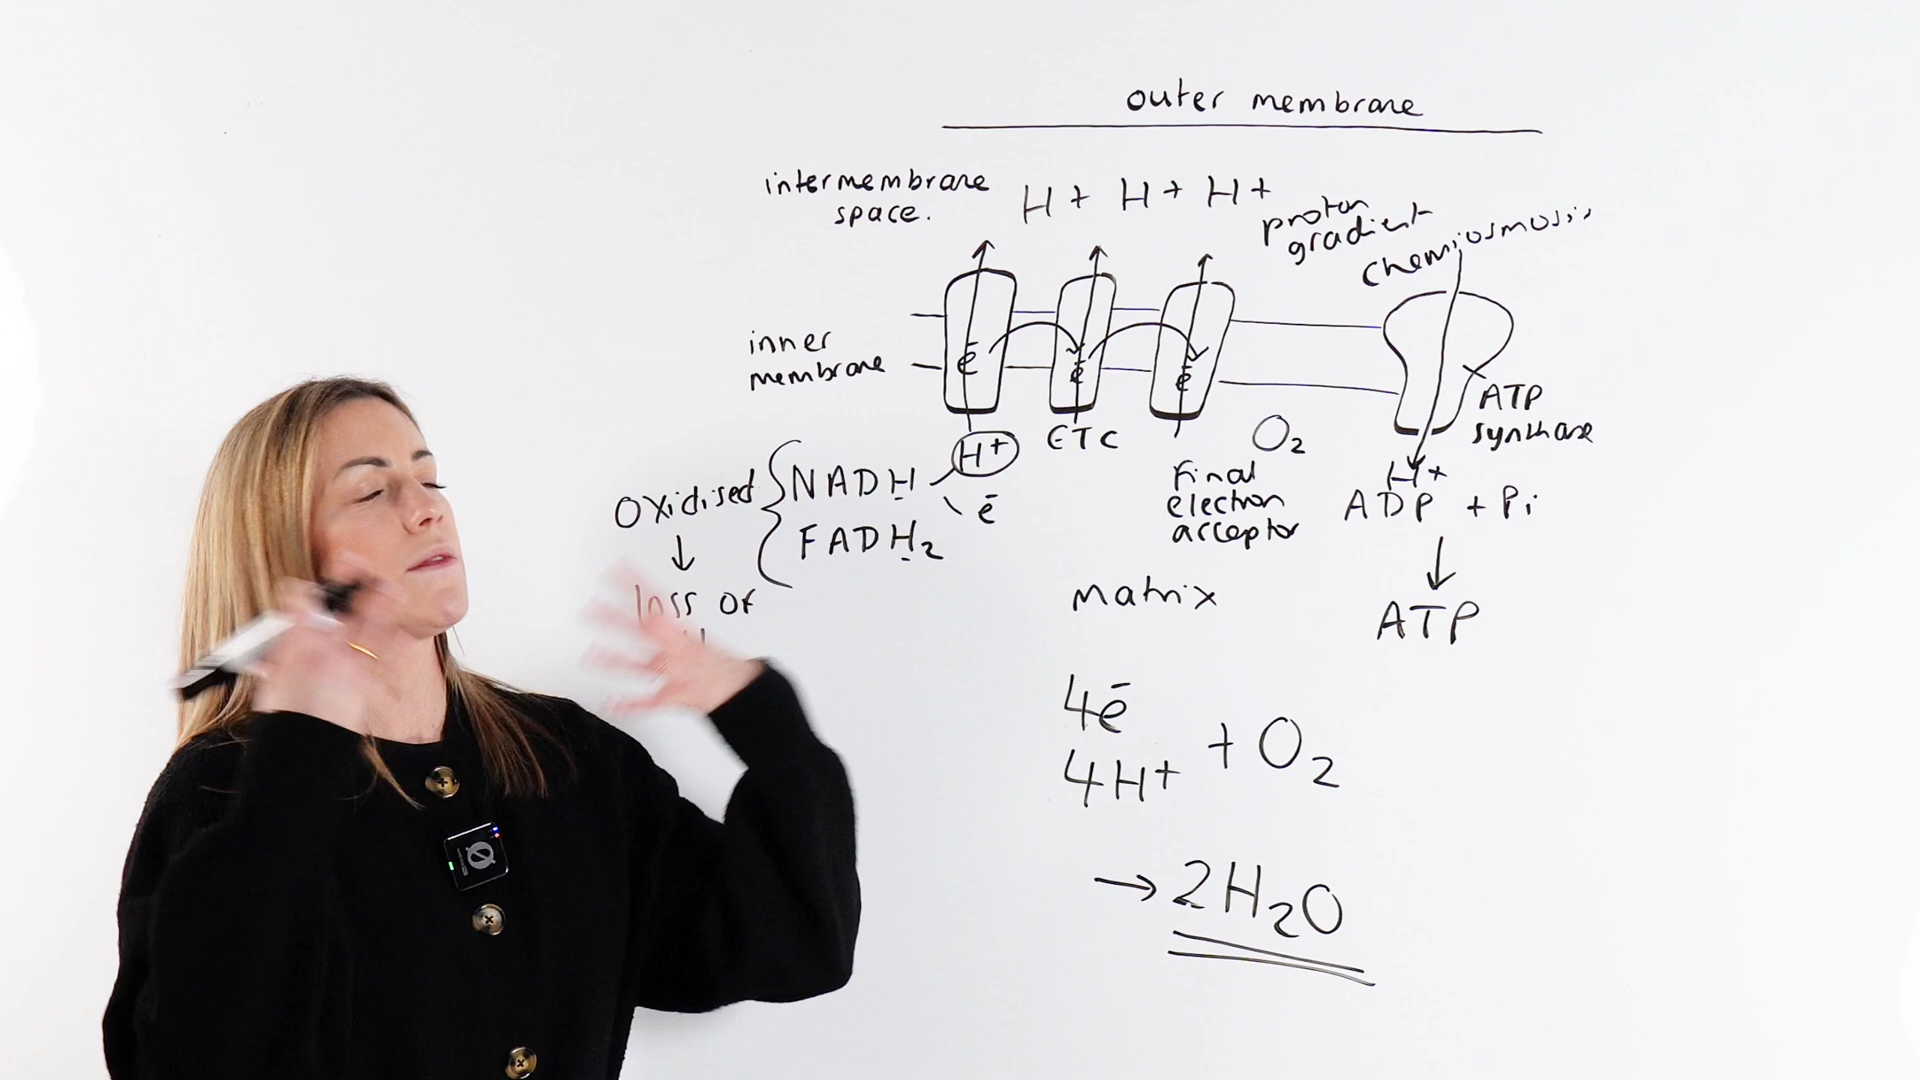 outer membrane
intermembrane
space.
H+ H+ H+
proton
gradient
chemiosmosis
inner
membrane
ē ē ē
ATP
synthase
H+
ETC
O2
oxidised
NADH
ē
FADH2
↓
loss of
Final
electron
acceptor
H+
ADP + Pi
↓
ATP
matrix
4ē
4H+
+ O2
→ 2H2O